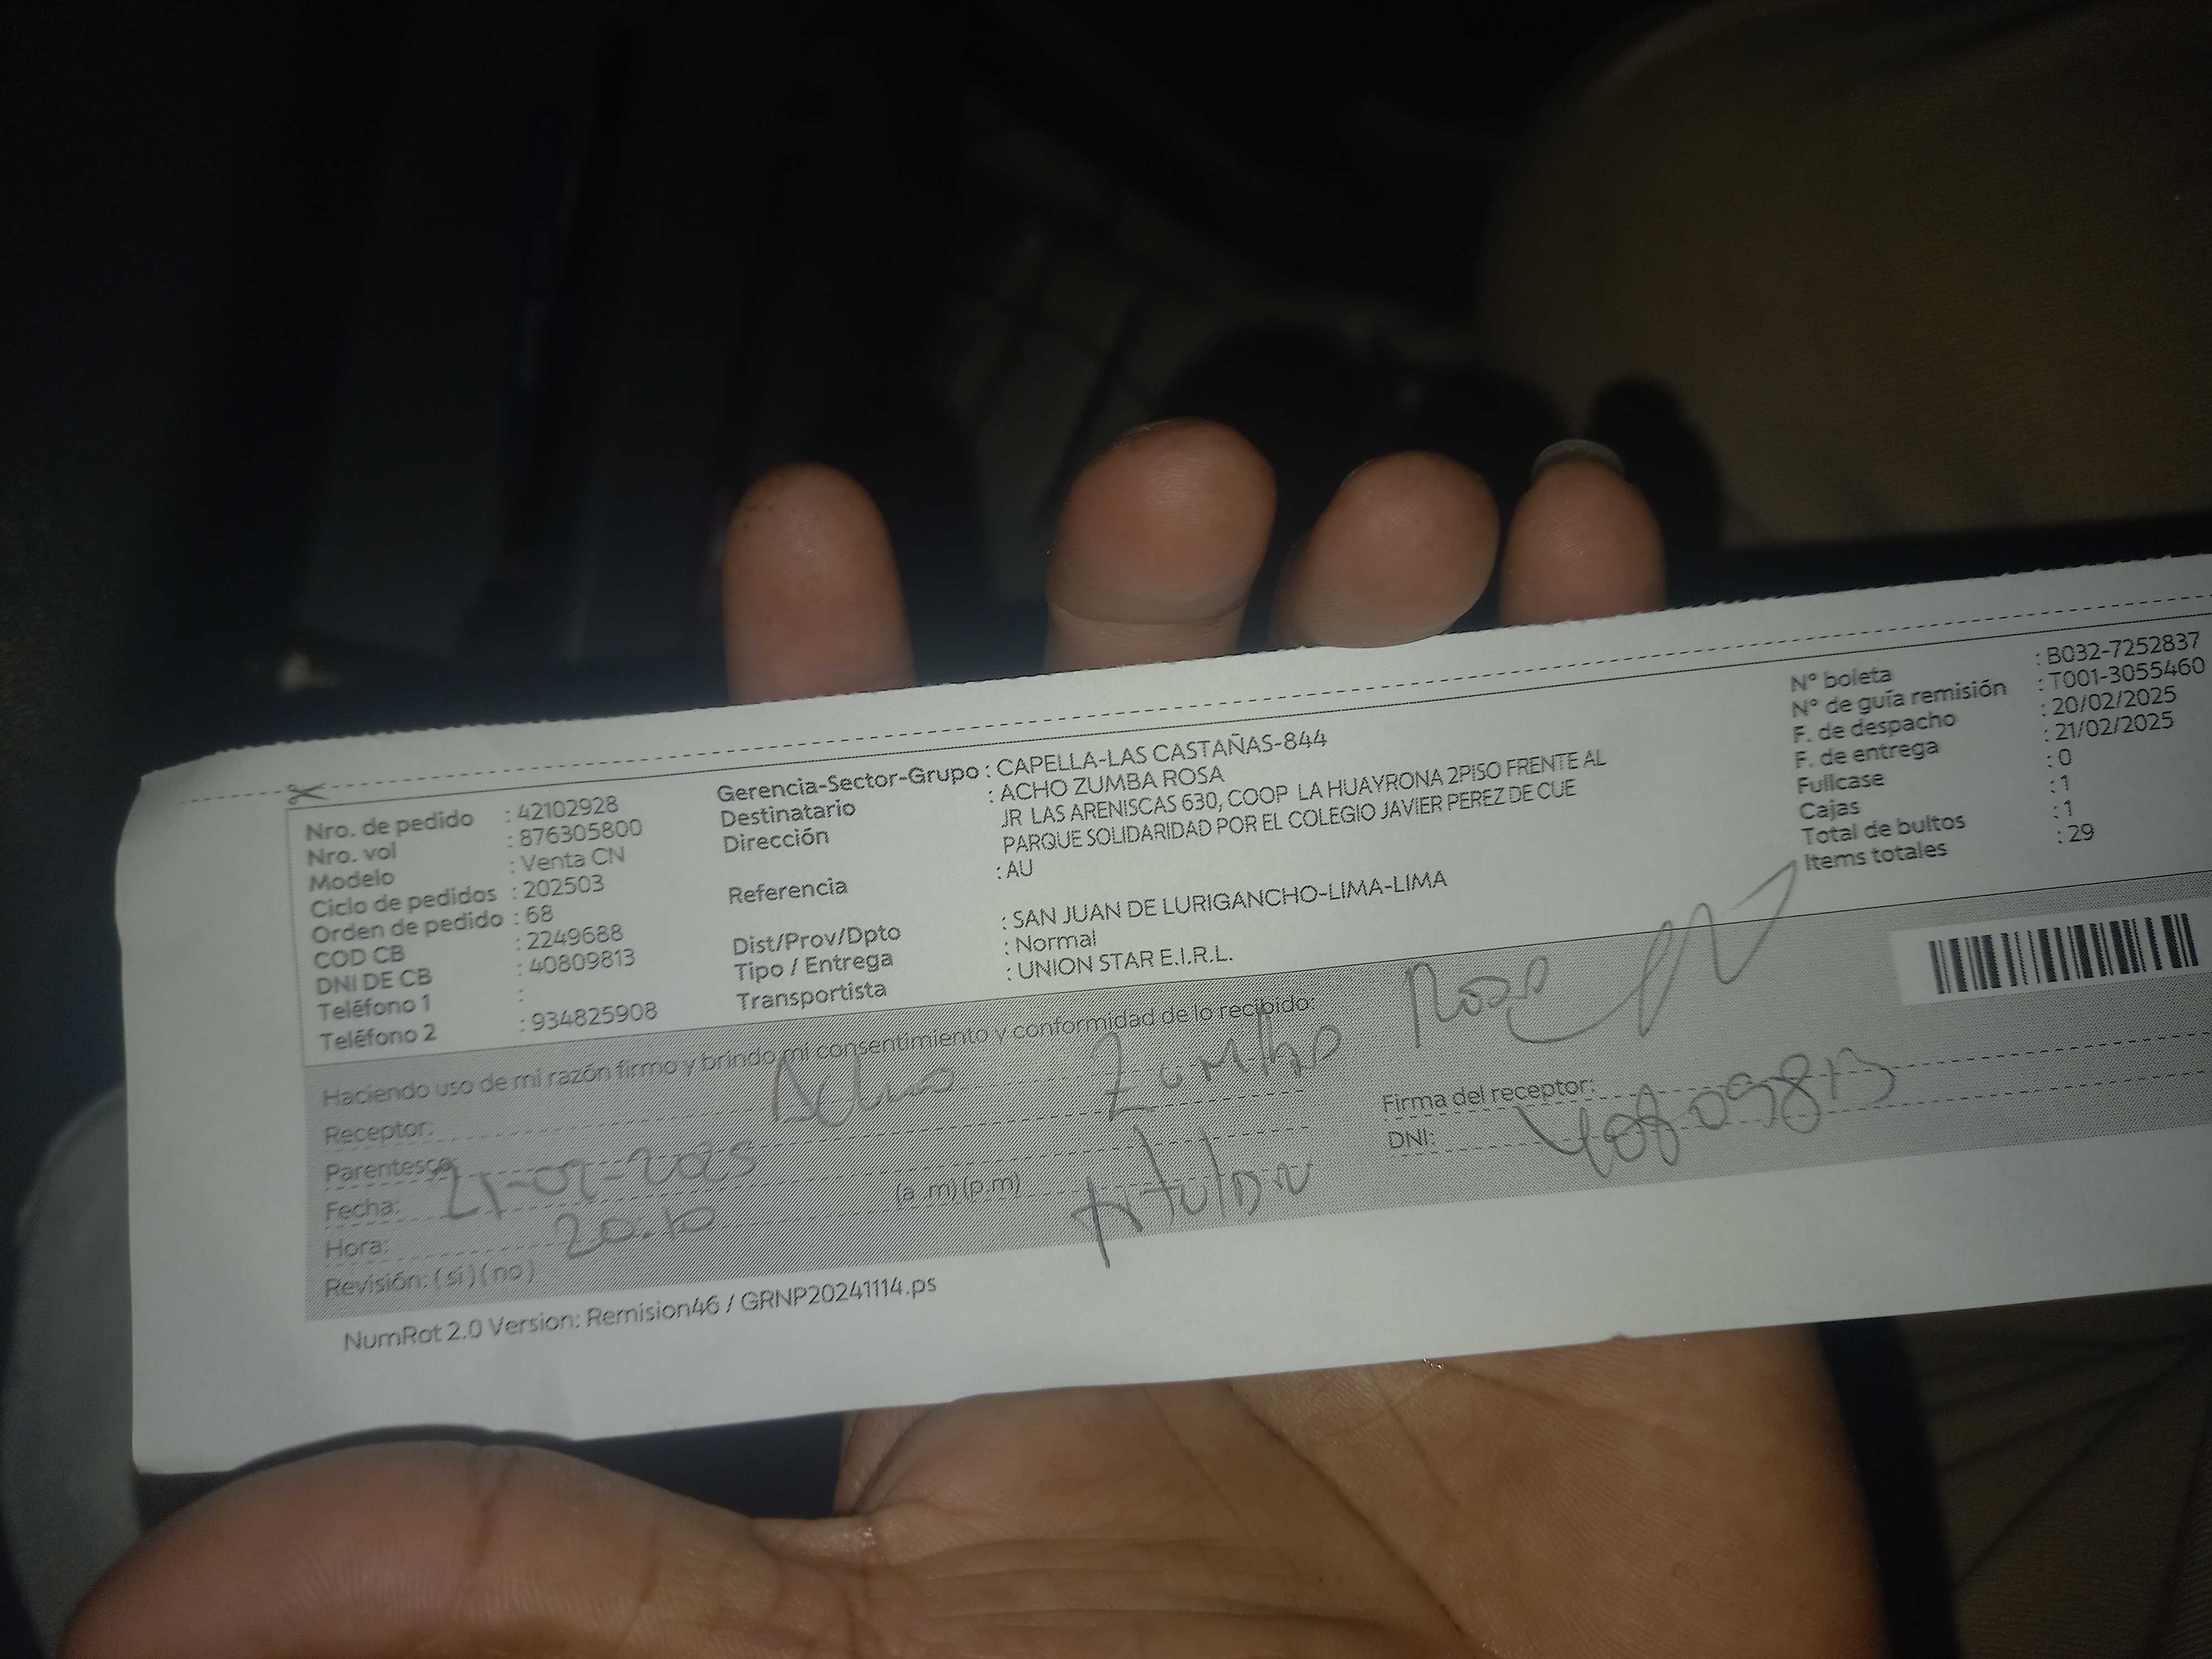 Nro. de pedido : 42102928
Nro. vol : 876305800
Modelo : Venta CN
Ciclo de pedidos : 202503
Orden de pedido : 68
COD CB : 2249688
DNI DE CB : 40809813
Teléfono 1 :
Teléfono 2 : 934825908
Gerencia-Sector-Grupo : CAPELLA-LAS CASTAÑAS-844
Destinatario : ACHO ZUMBA ROSA
Dirección JR LAS ARENISCAS 630, COOP LA HUAYRONA 2PISO FRENTE AL
PARQUE SOLIDARIDAD POR EL COLEGIO JAVIER PEREZ DE CUE
: AU
Referencia
Dist/Prov/Dpto : SAN JUAN DE LURIGANCHO-LIMA-LIMA
Tipo / Entrega : Normal
Transportista : UNION STAR E.I.R.L.
N° boleta : B032-7252837
N° de guía remisión : T001-3055460
F. de despacho : 20/02/2025
F. de entrega : 21/02/2025
Fullcase : 0
Cajas : 1
Total de bultos : 1
Items totales : 29
Haciendo uso de mi razón firmo y brindo mi consentimiento y conformidad de lo recibido:
Receptor: Acho Zumba Rosa
Parentesco: titular
Fecha: 21-02-2025
Hora: 20.10 (a .m) (p.m)
Revisión: ( si ) ( no )
Firma del receptor:
DNI: 40809813
NumRot 2.0 Version: Remision46 / GRNP20241114.ps